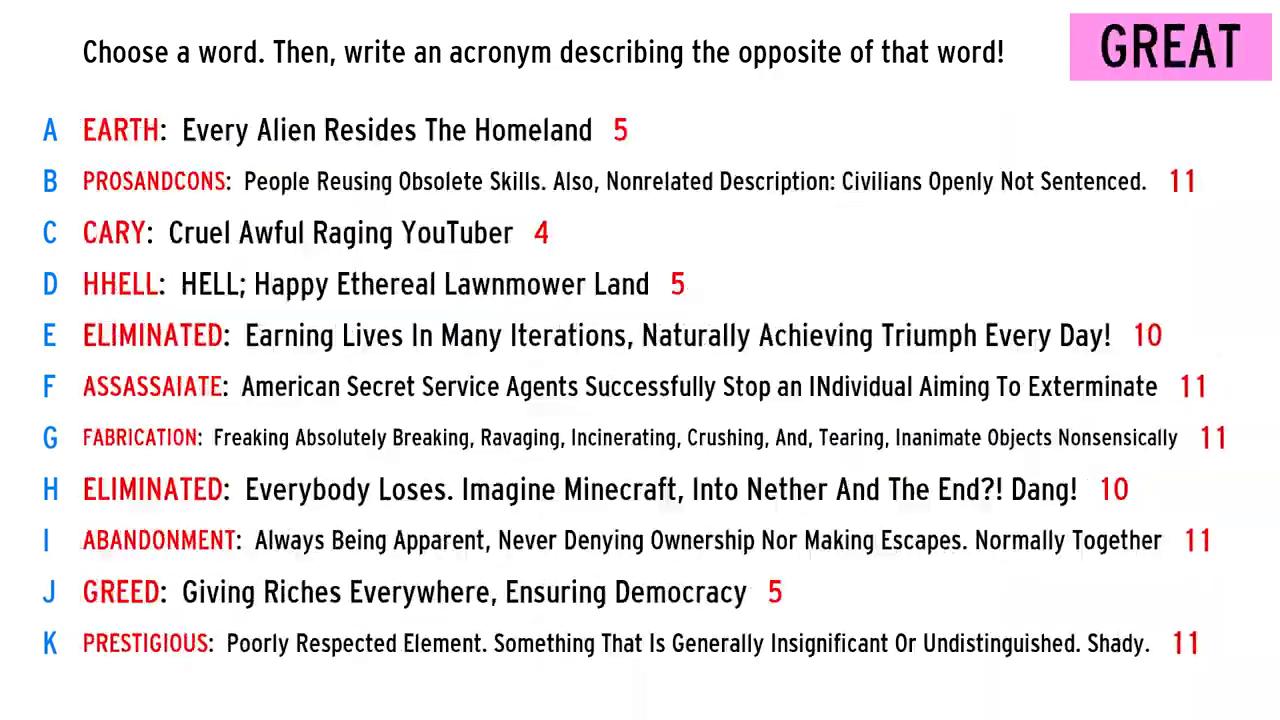 Choose a word. Then, write an acronym describing the opposite of that word!
GREAT
A EARTH: Every Alien Resides The Homeland 5
B PROSANDCONS: People Reusing Obsolete Skills. Also, Nonrelated Description: Civilians Openly Not Sentenced. 11
C CARY: Cruel Awful Raging YouTuber 4
D HHELL: HELL; Happy Ethereal Lawnmower Land 5
E ELIMINATED: Earning Lives In Many Iterations, Naturally Achieving Triumph Every Day! 10
F ASSASSAIATE: American Secret Service Agents Successfully Stop an INdividual Aiming To Exterminate 11
G FABRICATION: Freaking Absolutely Breaking, Ravaging, Incinerating, Crushing, And, Tearing, Inanimate Objects Nonsensically 11
H ELIMINATED: Everybody Loses. Imagine Minecraft, Into Nether And The End?! Dang! 10
I ABANDONMENT: Always Being Apparent, Never Denying Ownership Nor Making Escapes. Normally Together 11
J GREED: Giving Riches Everywhere, Ensuring Democracy 5
K PRESTIGIOUS: Poorly Respected Element. Something That Is Generally Insignificant Or Undistinguished. Shady. 11